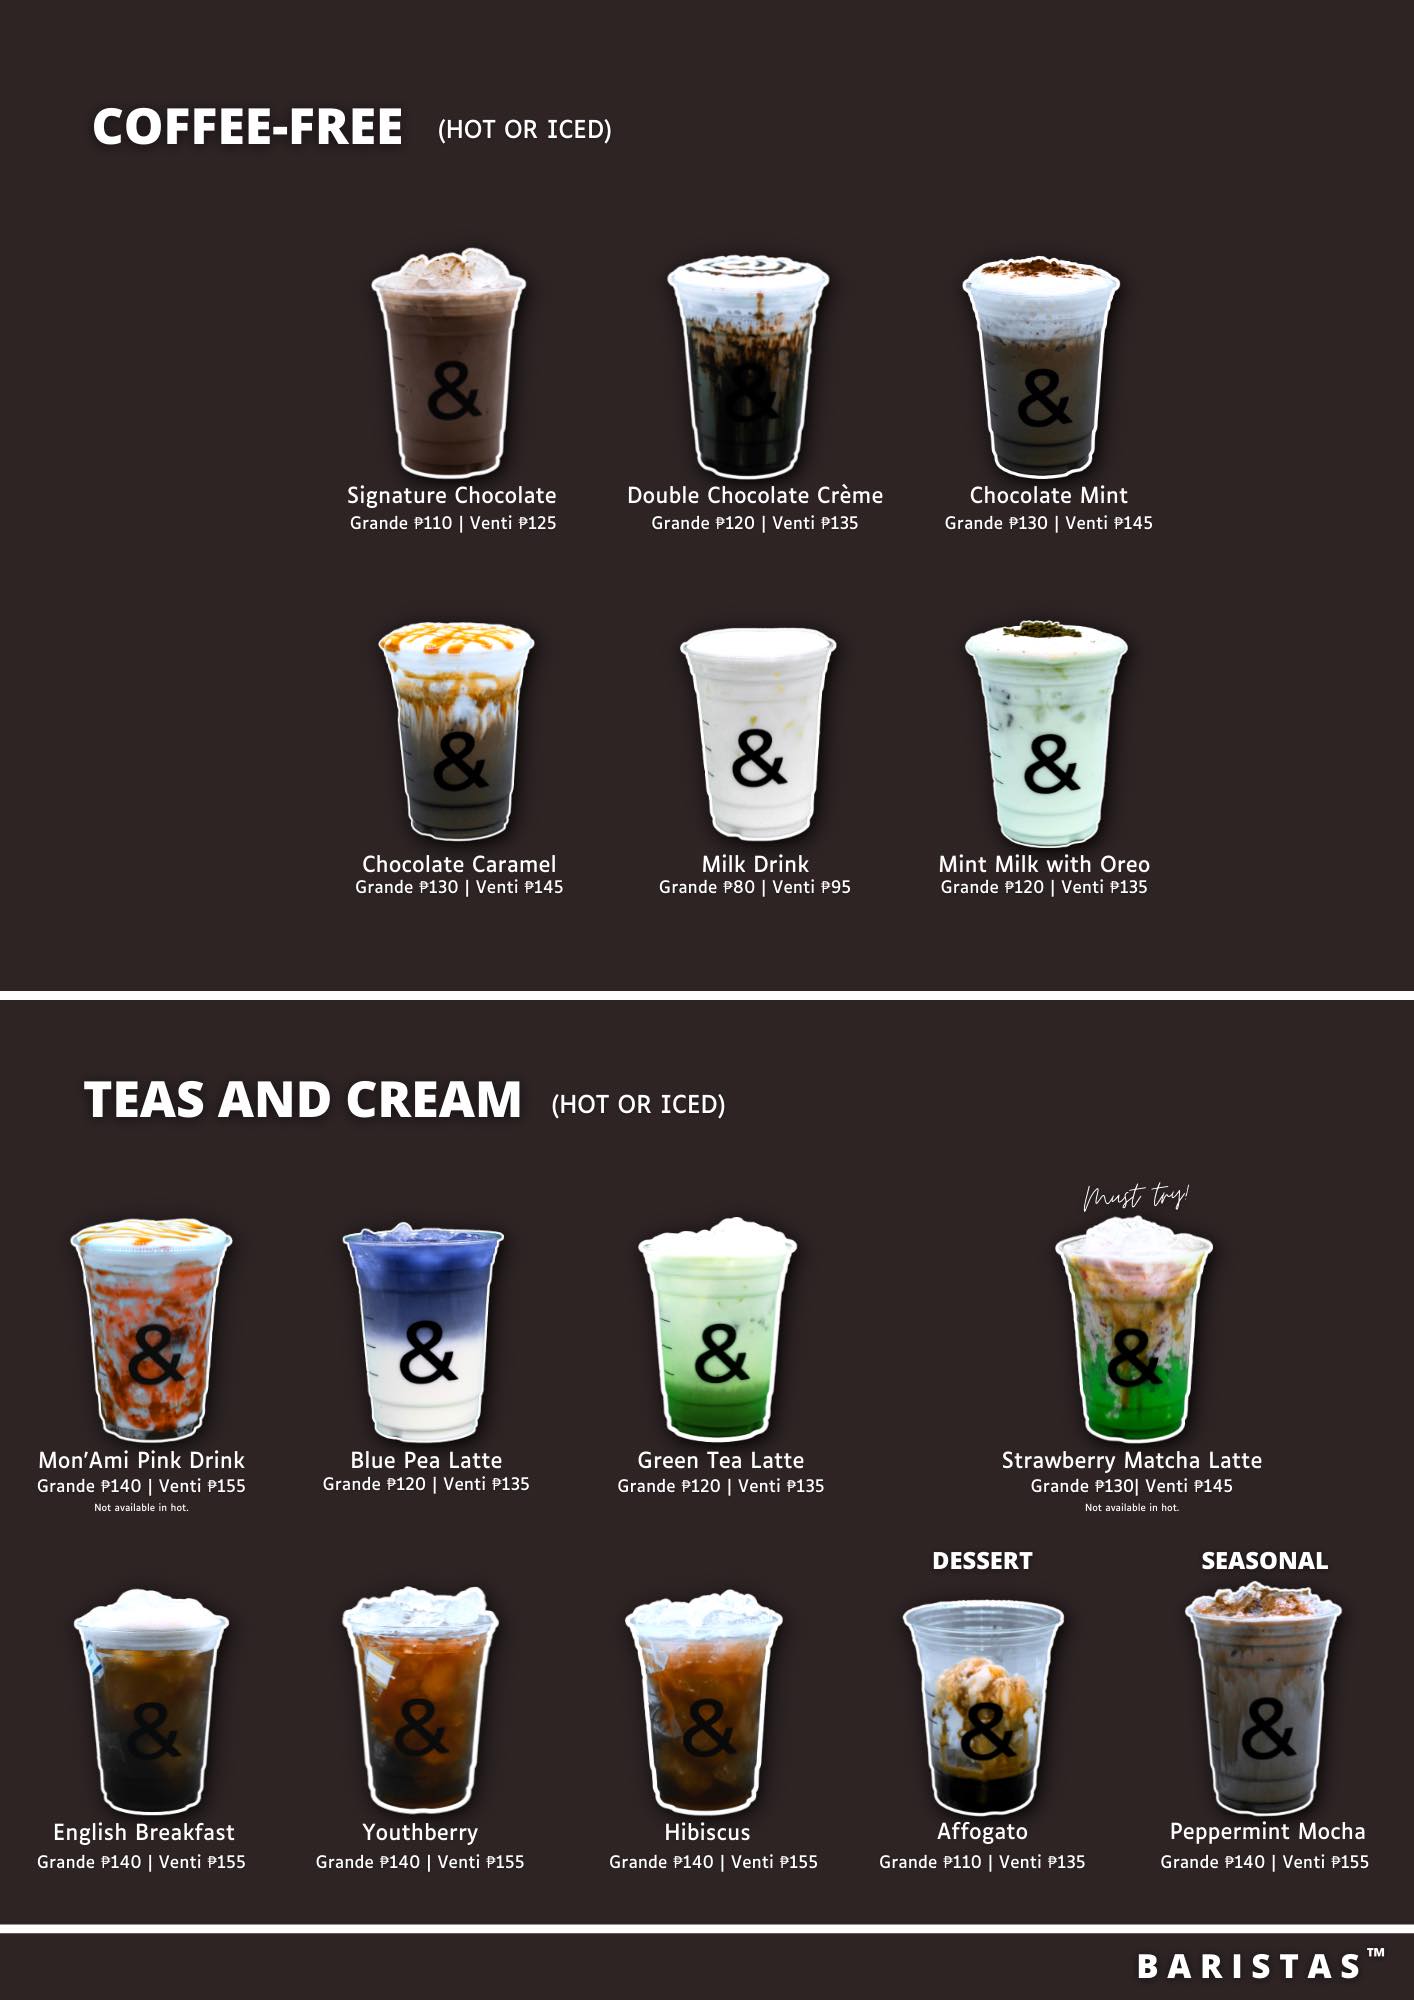 COFFEE-FREE (HOT OR ICED)
&
&
&
Signature Chocolate
Grande ₱110 | Venti ₱125
Double Chocolate Crème
Grande ₱120 | Venti ₱135
Chocolate Mint
Grande ₱130 | Venti ₱145
&
&
&
Chocolate Caramel
Grande ₱130 | Venti ₱145
Milk Drink
Grande ₱80 | Venti ₱95
Mint Milk with Oreo
Grande ₱120 | Venti ₱135
TEAS AND CREAM (HOT OR ICED)
Must try!
&
&
&
&
Mon'Ami Pink Drink
Grande ₱140 | Venti ₱155
Not available in hot.
Blue Pea Latte
Grande ₱120 | Venti ₱135
Green Tea Latte
Grande ₱120 | Venti ₱135
Strawberry Matcha Latte
Grande ₱130| Venti ₱145
Not available in hot.
DESSERT
SEASONAL
&
&
&
&
&
English Breakfast
Grande ₱140 | Venti ₱155
Youthberry
Grande ₱140 | Venti ₱155
Hibiscus
Grande ₱140 | Venti ₱155
Affogato
Grande ₱110 | Venti ₱135
Peppermint Mocha
Grande ₱140 | Venti ₱155
BARISTAS™